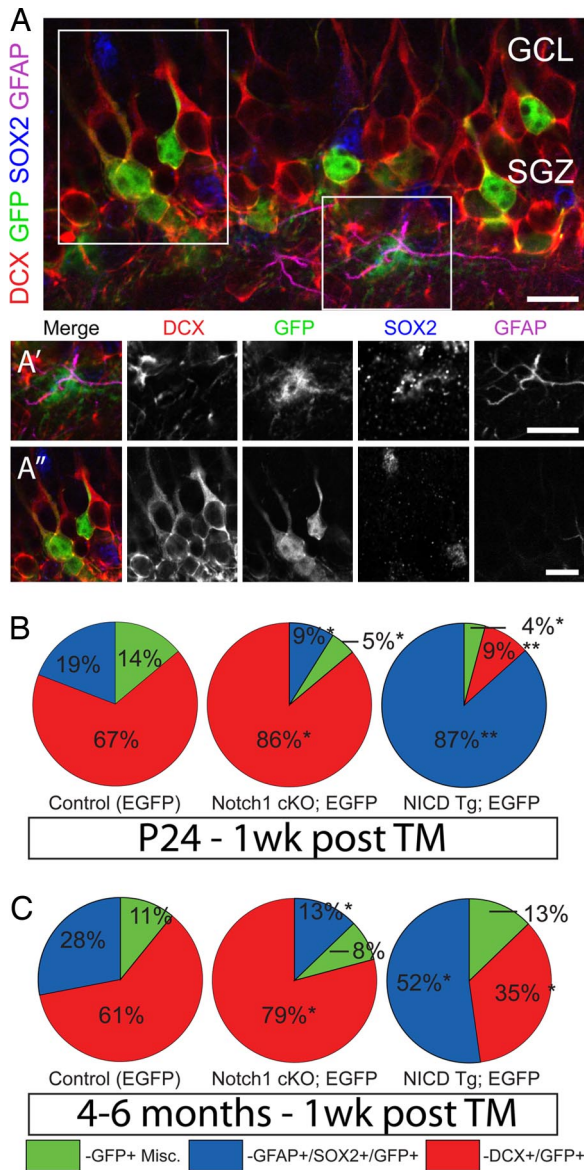 A
DCX GFP SOX2 GFAP
GCL
SGZ
Merge DCX GFP SOX2 GFAP
A'
A"
B
19% 14% 67%
9%* 5%* 86%*
4%* 9%** 87%**
Control (EGFP) Notch1 cKO; EGFP NICD Tg; EGFP
P24 - 1wk post TM
C
28% 11% 61%
13%* 8% 79%*
13% 52%* 35% *
Control (EGFP) Notch1 cKO; EGFP NICD Tg; EGFP
4-6 months - 1wk post TM
-GFP+ Misc. -GFAP+/SOX2+/GFP+ -DCX+/GFP+